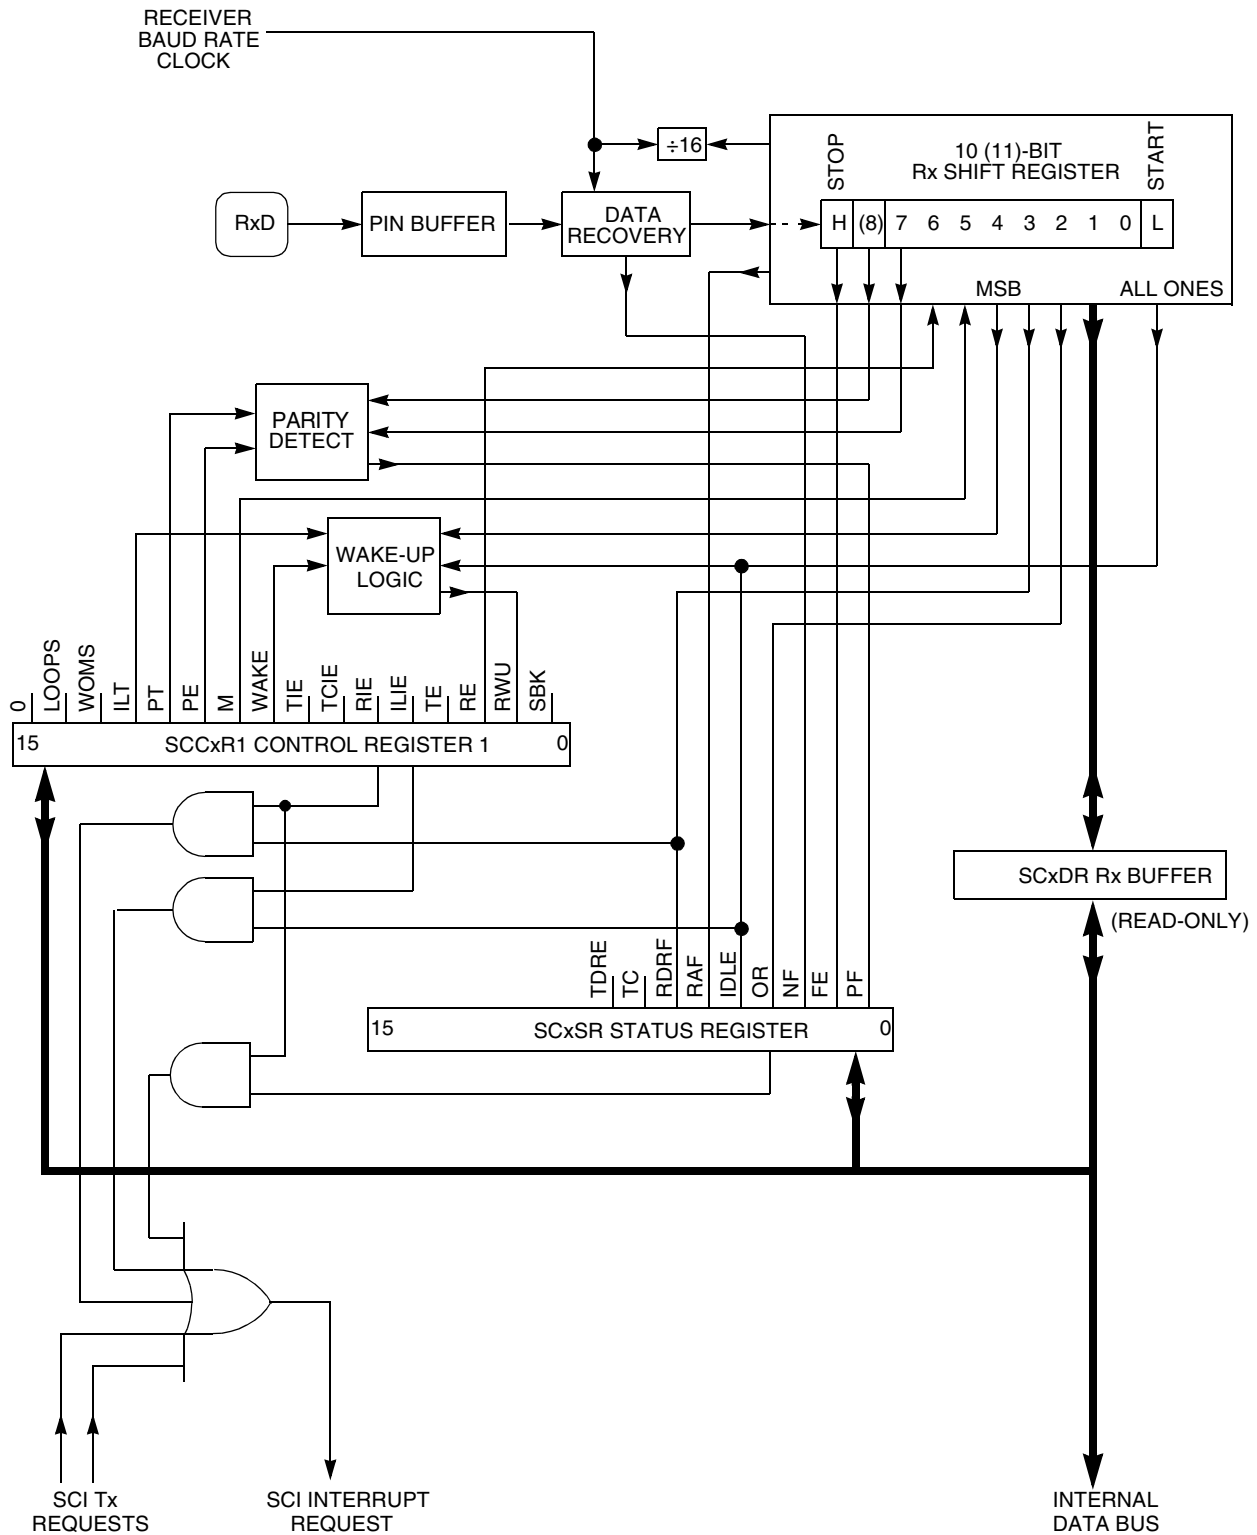 RECEIVER
BAUD RATE
CLOCK
÷16
STOP
10 (11)-BIT
Rx SHIFT REGISTER
START
RxD
PIN BUFFER
DATA
RECOVERY
H (8) 7 6 5 4 3 2 1 0 L
MSB
ALL ONES
PARITY
DETECT
WAKE-UP
LOGIC
0
LOOPS
WOMS
ILT
PT
PE
M
WAKE
TIE
TCIE
RIE
ILIE
TE
RE
RWU
SBK
15 SCCxR1 CONTROL REGISTER 1 0
SCxDR Rx BUFFER
(READ-ONLY)
TDRE
TC
RDRF
RAF
IDLE
OR
NF
FE
PF
15 SCxSR STATUS REGISTER 0
SCI Tx
REQUESTS
SCI INTERRUPT
REQUEST
INTERNAL
DATA BUS